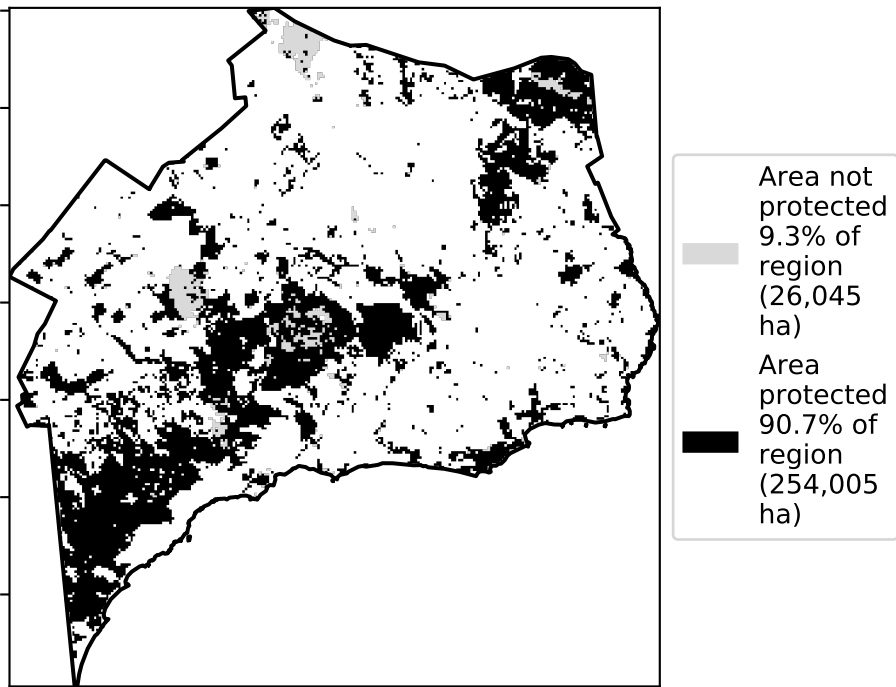 Area not
protected
9.3% of
region
(26,045
ha)
Area
protected
90.7% of
region
(254,005
ha)